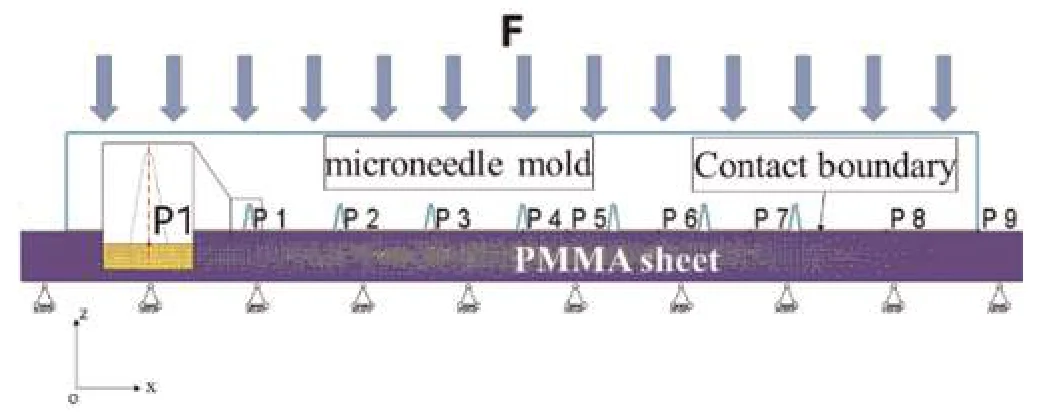 F
microneedle mold
Contact boundary
P1
P 1
P 2
P 3
P 4
P 5
P 6
P 7
P 8
P 9
PMMA sheet
z
x
o